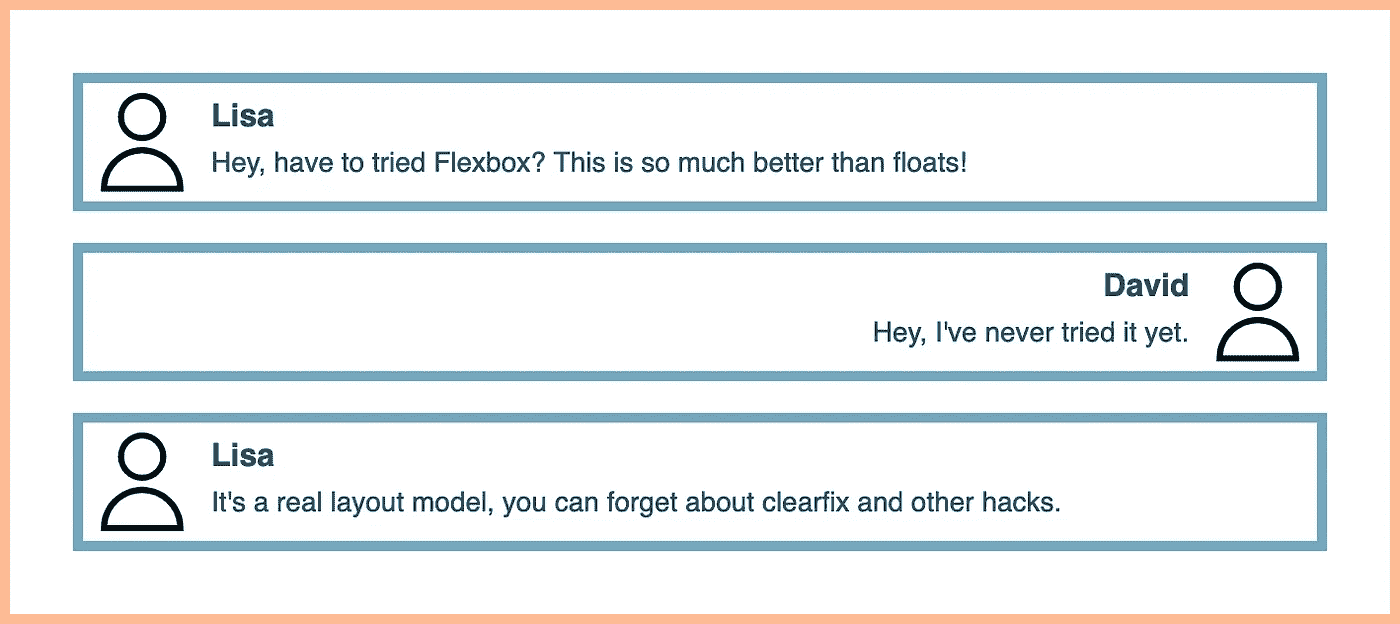 Lisa
Hey, have to tried Flexbox? This is so much better than floats!
David
Hey, I've never tried it yet.
Lisa
It's a real layout model, you can forget about clearfix and other hacks.